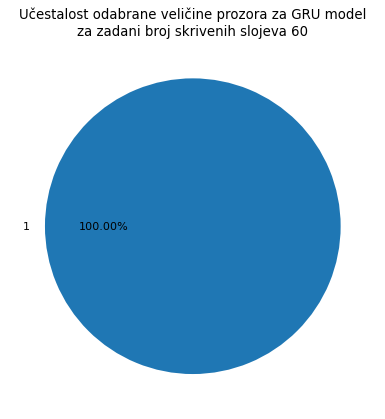 Učestalost odabrane veličine prozora za GRU model
za zadani broj skrivenih slojeva 60
1
100.00%